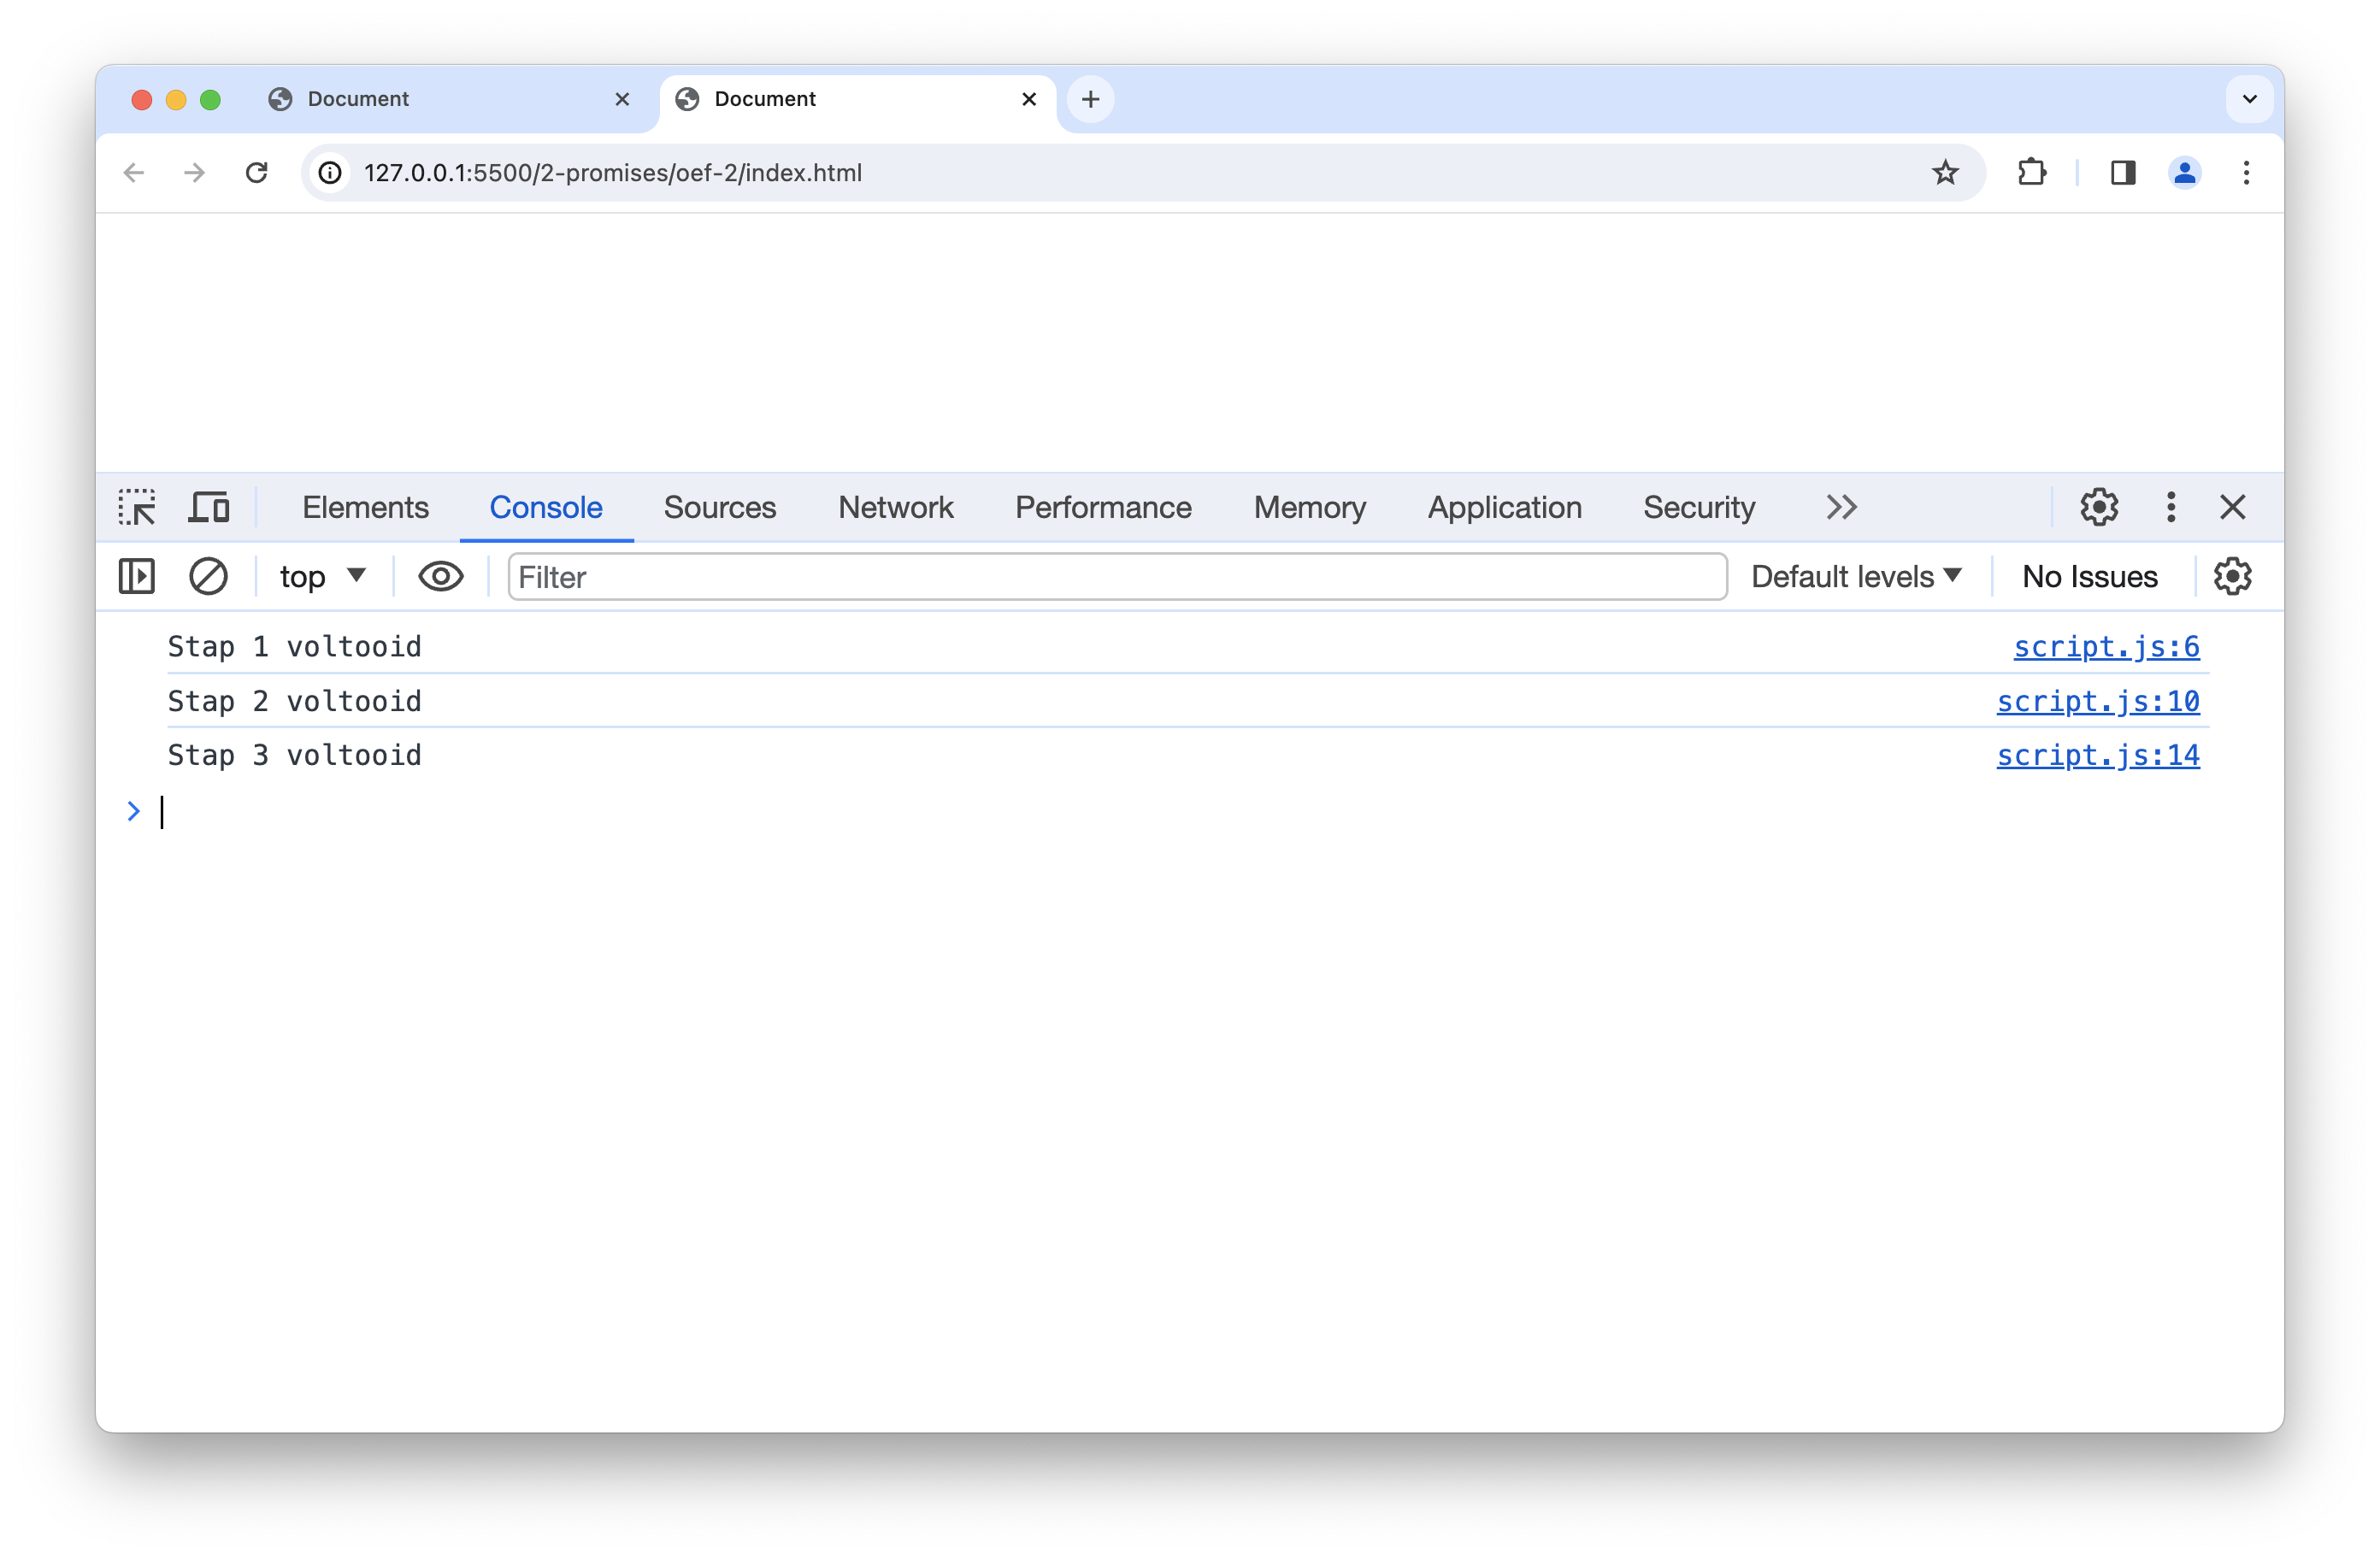 Document
Document
127.0.0.1:5500/2-promises/oef-2/index.html
Elements Console Sources Network Performance Memory Application Security
top Filter Default levels No Issues
Stap 1 voltooid script.js:6
Stap 2 voltooid script.js:10
Stap 3 voltooid script.js:14